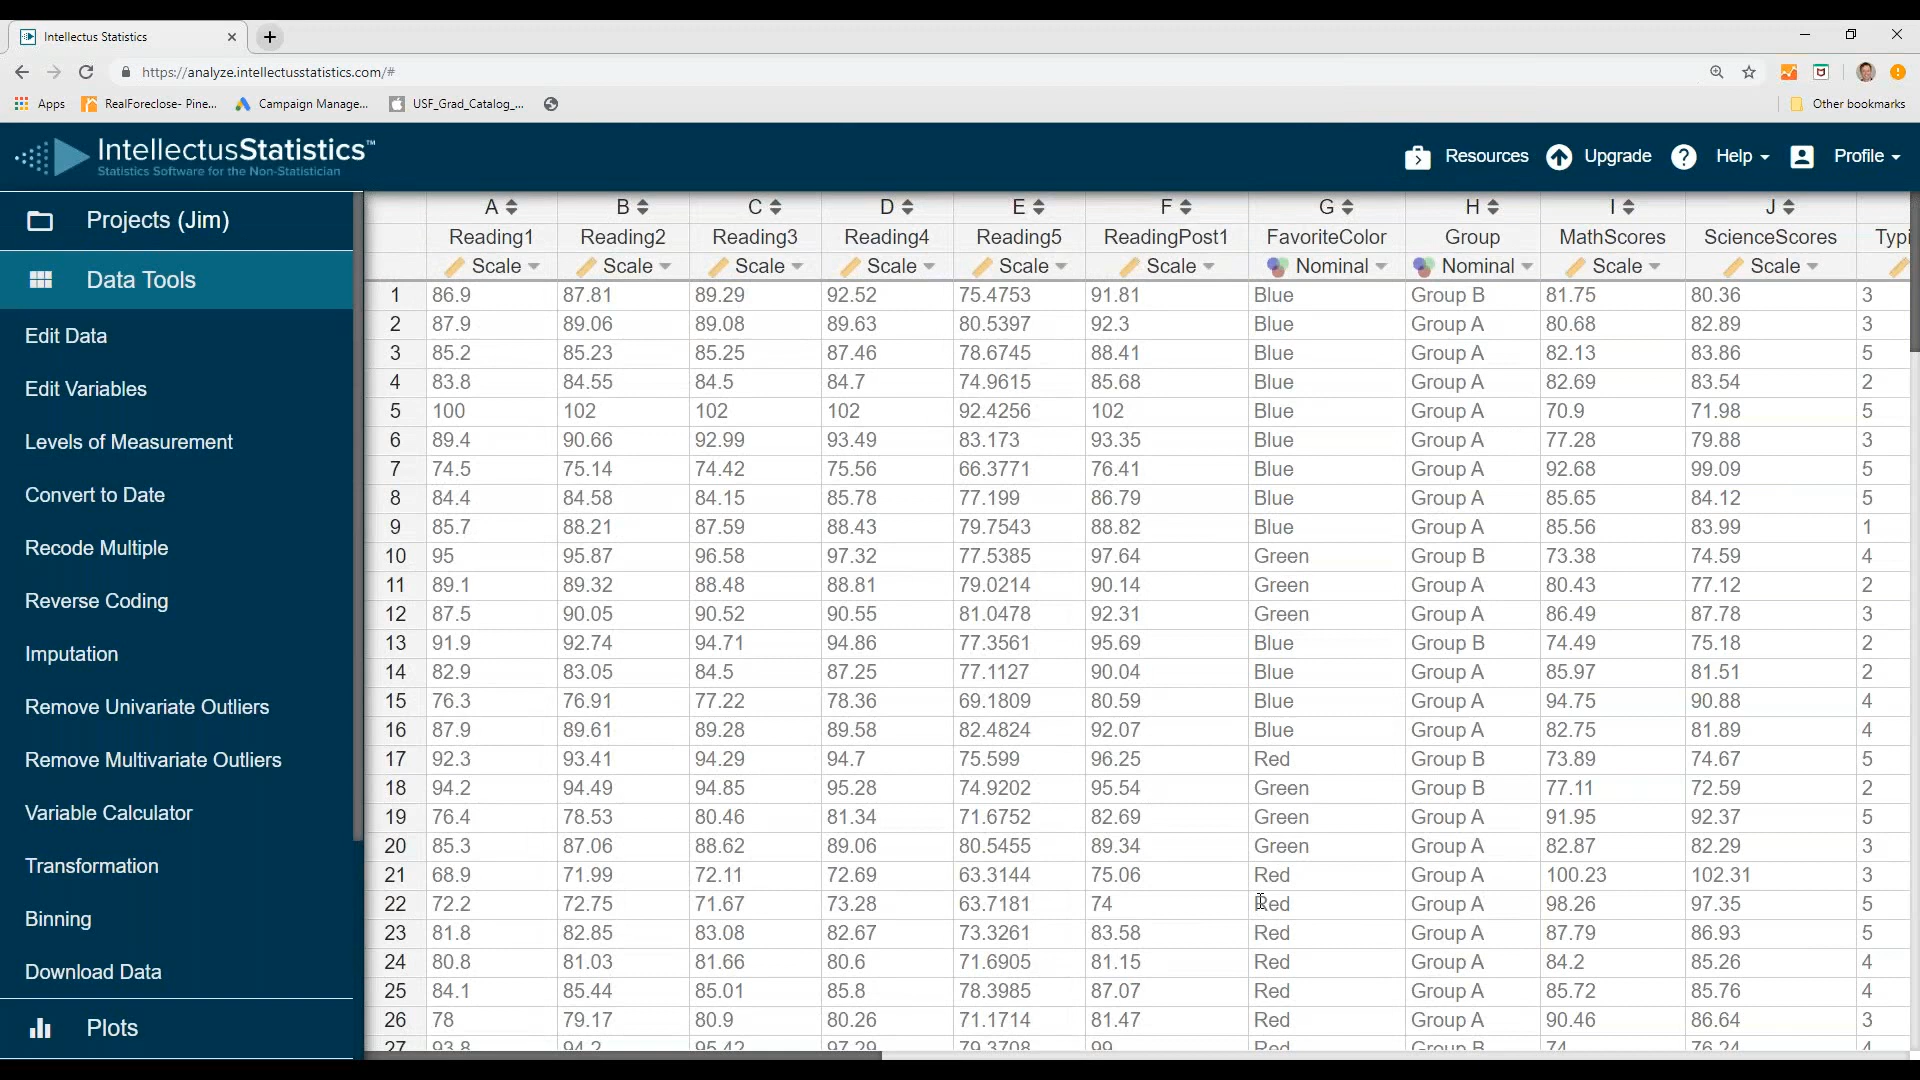 Intellectus Statistics
https://analyze.intellectusstatistics.com/#
Apps RealForeclose- Pine... Campaign Manage... USF_Grad_Catalog_... Other bookmarks
IntellectusStatistics™
Statistics Software for the Non-Statistician
Resources Upgrade Help Profile
Projects (Jim)
Data Tools
Edit Data
Edit Variables
Levels of Measurement
Convert to Date
Recode Multiple
Reverse Coding
Imputation
Remove Univariate Outliers
Remove Multivariate Outliers
Variable Calculator
Transformation
Binning
Download Data
Plots
A B C D E F G H I J
Reading1 Reading2 Reading3 Reading4 Reading5 ReadingPost1 FavoriteColor Group MathScores ScienceScores Typi
Scale Scale Scale Scale Scale Scale Nominal Nominal Scale Scale
1 86.9 87.81 89.29 92.52 75.4753 91.81 Blue Group B 81.75 80.36 3
2 87.9 89.06 89.08 89.63 80.5397 92.3 Blue Group A 80.68 82.89 3
3 85.2 85.23 85.25 87.46 78.6745 88.41 Blue Group A 82.13 83.86 5
4 83.8 84.55 84.5 84.7 74.9615 85.68 Blue Group A 82.69 83.54 2
5 100 102 102 102 92.4256 102 Blue Group A 70.9 71.98 5
6 89.4 90.66 92.99 93.49 83.173 93.35 Blue Group A 77.28 79.88 3
7 74.5 75.14 74.42 75.56 66.3771 76.41 Blue Group A 92.68 99.09 5
8 84.4 84.58 84.15 85.78 77.199 86.79 Blue Group A 85.65 84.12 5
9 85.7 88.21 87.59 88.43 79.7543 88.82 Blue Group A 85.56 83.99 1
10 95 95.87 96.58 97.32 77.5385 97.64 Green Group B 73.38 74.59 4
11 89.1 89.32 88.48 88.81 79.0214 90.14 Green Group A 80.43 77.12 2
12 87.5 90.05 90.52 90.55 81.0478 92.31 Green Group A 86.49 87.78 3
13 91.9 92.74 94.71 94.86 77.3561 95.69 Blue Group B 74.49 75.18 2
14 82.9 83.05 84.5 87.25 77.1127 90.04 Blue Group A 85.97 81.51 2
15 76.3 76.91 77.22 78.36 69.1809 80.59 Blue Group A 94.75 90.88 4
16 87.9 89.61 89.28 89.58 82.4824 92.07 Blue Group A 82.75 81.89 4
17 92.3 93.41 94.29 94.7 75.599 96.25 Red Group B 73.89 74.67 5
18 94.2 94.49 94.85 95.28 74.9202 95.54 Green Group B 77.11 72.59 2
19 76.4 78.53 80.46 81.34 71.6752 82.69 Green Group A 91.95 92.37 5
20 85.3 87.06 88.62 89.06 80.5455 89.34 Green Group A 82.87 82.29 3
21 68.9 71.99 72.11 72.69 63.3144 75.06 Red Group A 100.23 102.31 3
22 72.2 72.75 71.67 73.28 63.7181 74 Red Group A 98.26 97.35 5
23 81.8 82.85 83.08 82.67 73.3261 83.58 Red Group A 87.79 86.93 5
24 80.8 81.03 81.66 80.6 71.6905 81.15 Red Group A 84.2 85.26 4
25 84.1 85.44 85.01 85.8 78.3985 87.07 Red Group A 85.72 85.76 4
26 78 79.17 80.9 80.26 71.1714 81.47 Red Group A 90.46 86.64 3
27 93.8 94.2 95.42 97.29 79.3708 99 Red Group B 74 76.24 4